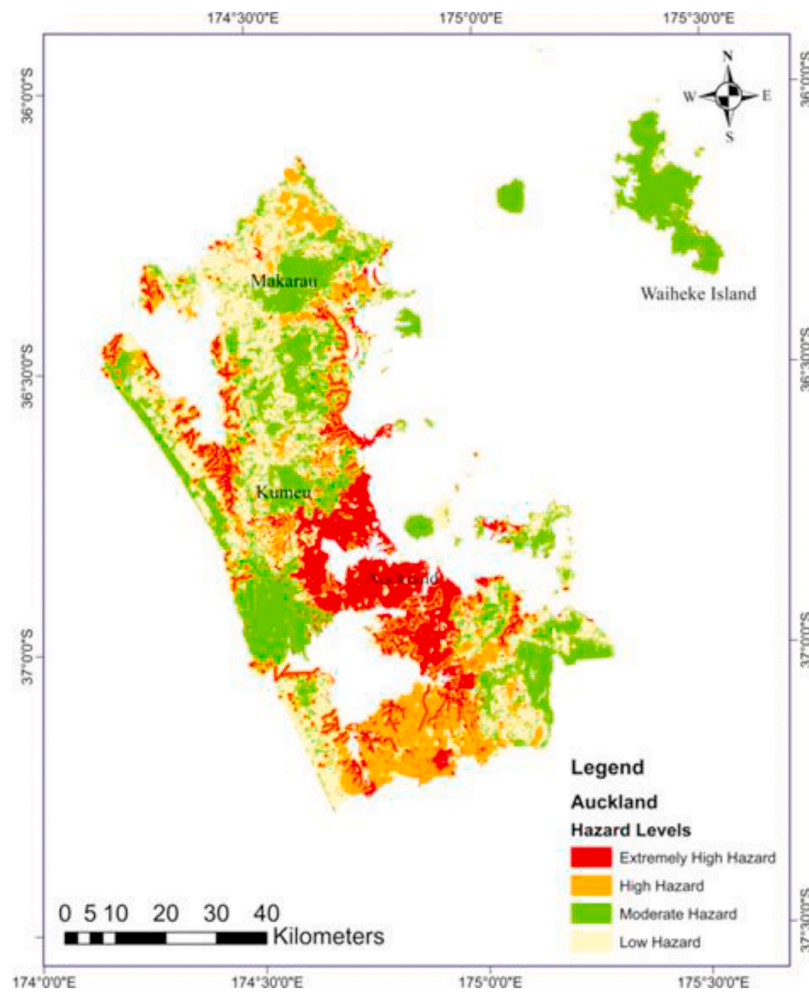 174°30'0"E 175°0'0"E 175°30'0"E
36°0'0"S 36°0'0"S
N
W E
S
Makarau
Waiheke Island
36°30'0"S 36°30'0"S
Kumeu
Auckland
37°0'0"S 37°0'0"S
Legend
Auckland
Hazard Levels
Extremely High Hazard
High Hazard
Moderate Hazard
Low Hazard
0 5 10 20 30 40
Kilometers
37°30'0"S
174°0'0"E 174°30'0"E 175°0'0"E 175°30'0"E